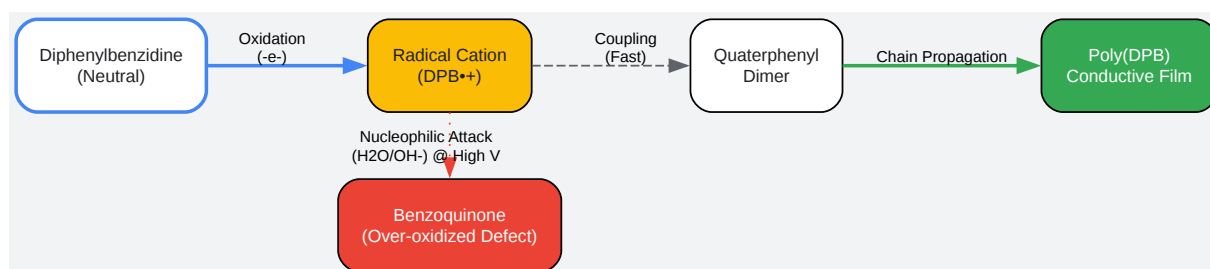 Diphenylbenzidine
(Neutral)
Oxidation
(-e-)
Radical Cation
(DPB•+)
Coupling
(Fast)
Quaterphenyl
Dimer
Chain Propagation
Poly(DPB)
Conductive Film
Nucleophilic Attack
(H2O/OH-) @ High V
Benzoquinone
(Over-oxidized Defect)